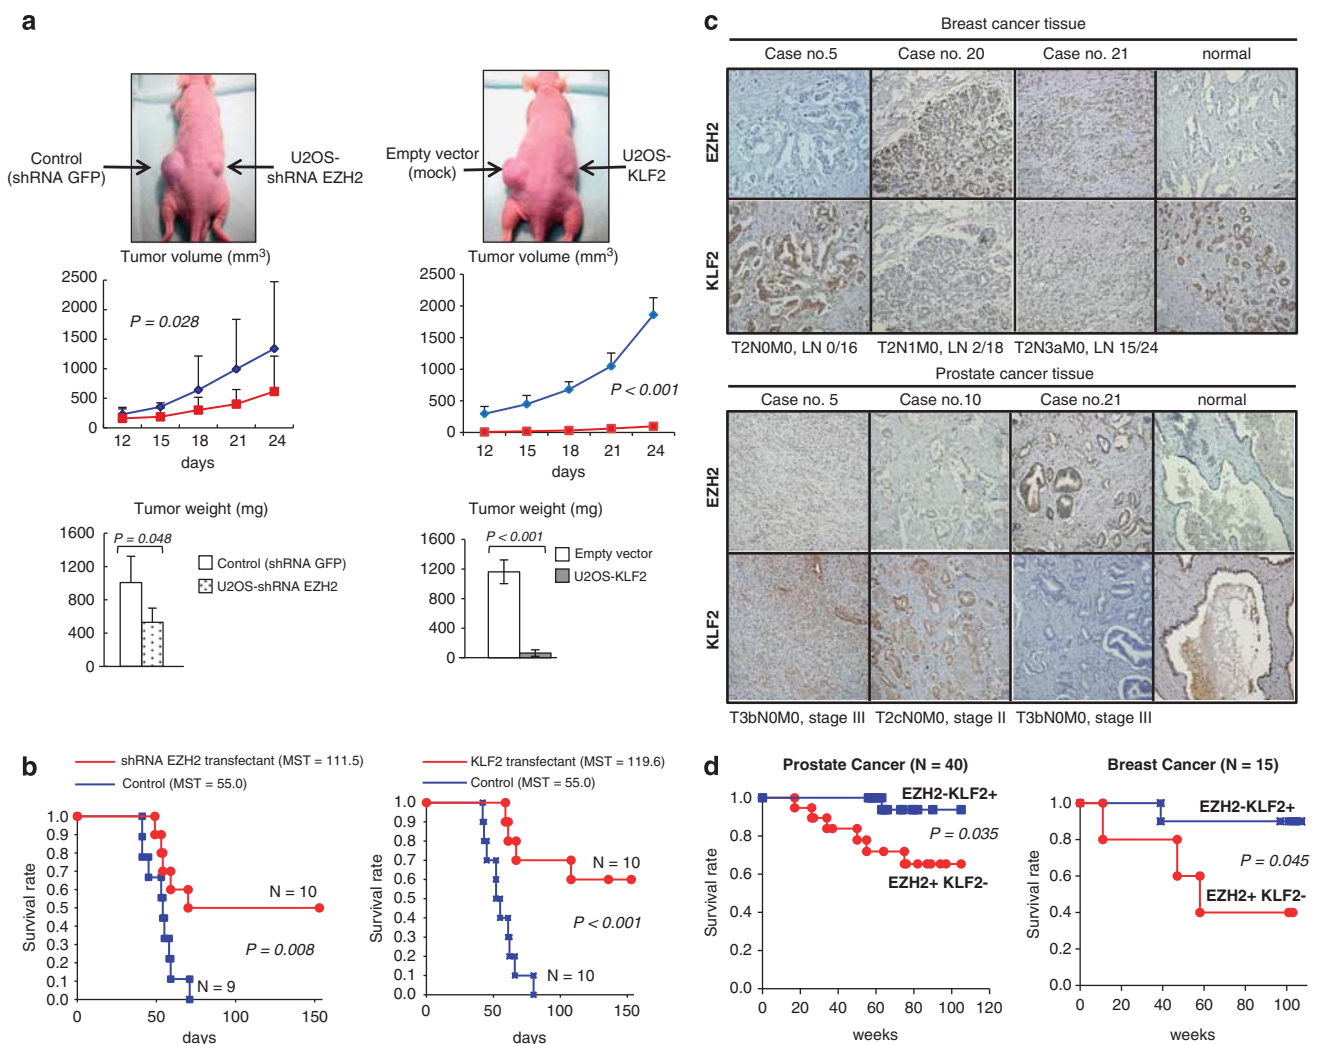 a
Control
(shRNA GFP)
U2OS-
shRNA EZH2
Empty vector
(mock)
U2OS-
KLF2
Tumor volume (mm3)
2500
2000
1500
1000
500
0
P = 0.028
12 15 18 21 24
days
Tumor volume (mm3)
2500
2000
1500
1000
500
0
P < 0.001
12 15 18 21 24
days
Tumor weight (mg)
1600
1200
800
400
0
P = 0.048
Control (shRNA GFP)
U2OS-shRNA EZH2
Tumor weight (mg)
1600
1200
800
400
0
P < 0.001
Empty vector
U2OS-KLF2
b
shRNA EZH2 transfectant (MST = 111.5)
Control (MST = 55.0)
Survival rate
1.0
0.9
0.8
0.7
0.6
0.5
0.4
0.3
0.2
0.1
0.0
N = 10
P = 0.008
N = 9
0 50 100 150
days
KLF2 transfectant (MST = 119.6)
Control (MST = 55.0)
Survival rate
1.0
0.9
0.8
0.7
0.6
0.5
0.4
0.3
0.2
0.1
0.0
N = 10
P < 0.001
N = 10
0 50 100 150
days
c
Breast cancer tissue
Case no.5 Case no. 20 Case no. 21 normal
EZH2
KLF2
T2N0M0, LN 0/16 T2N1M0, LN 2/18 T2N3aM0, LN 15/24
Prostate cancer tissue
Case no. 5 Case no.10 Case no.21 normal
EZH2
KLF2
T3bN0M0, stage III T2cN0M0, stage II T3bN0M0, stage III
d
Prostate Cancer (N = 40)
Survival rate
1.0
0.8
0.6
0.4
0.2
0.0
EZH2-KLF2+
P = 0.035
EZH2+ KLF2-
0 20 40 60 80 100 120
weeks
Breast Cancer (N = 15)
Survival rate
1.0
0.8
0.6
0.4
0.2
0.0
EZH2-KLF2+
P = 0.045
EZH2+ KLF2-
0 20 40 60 80 100
weeks